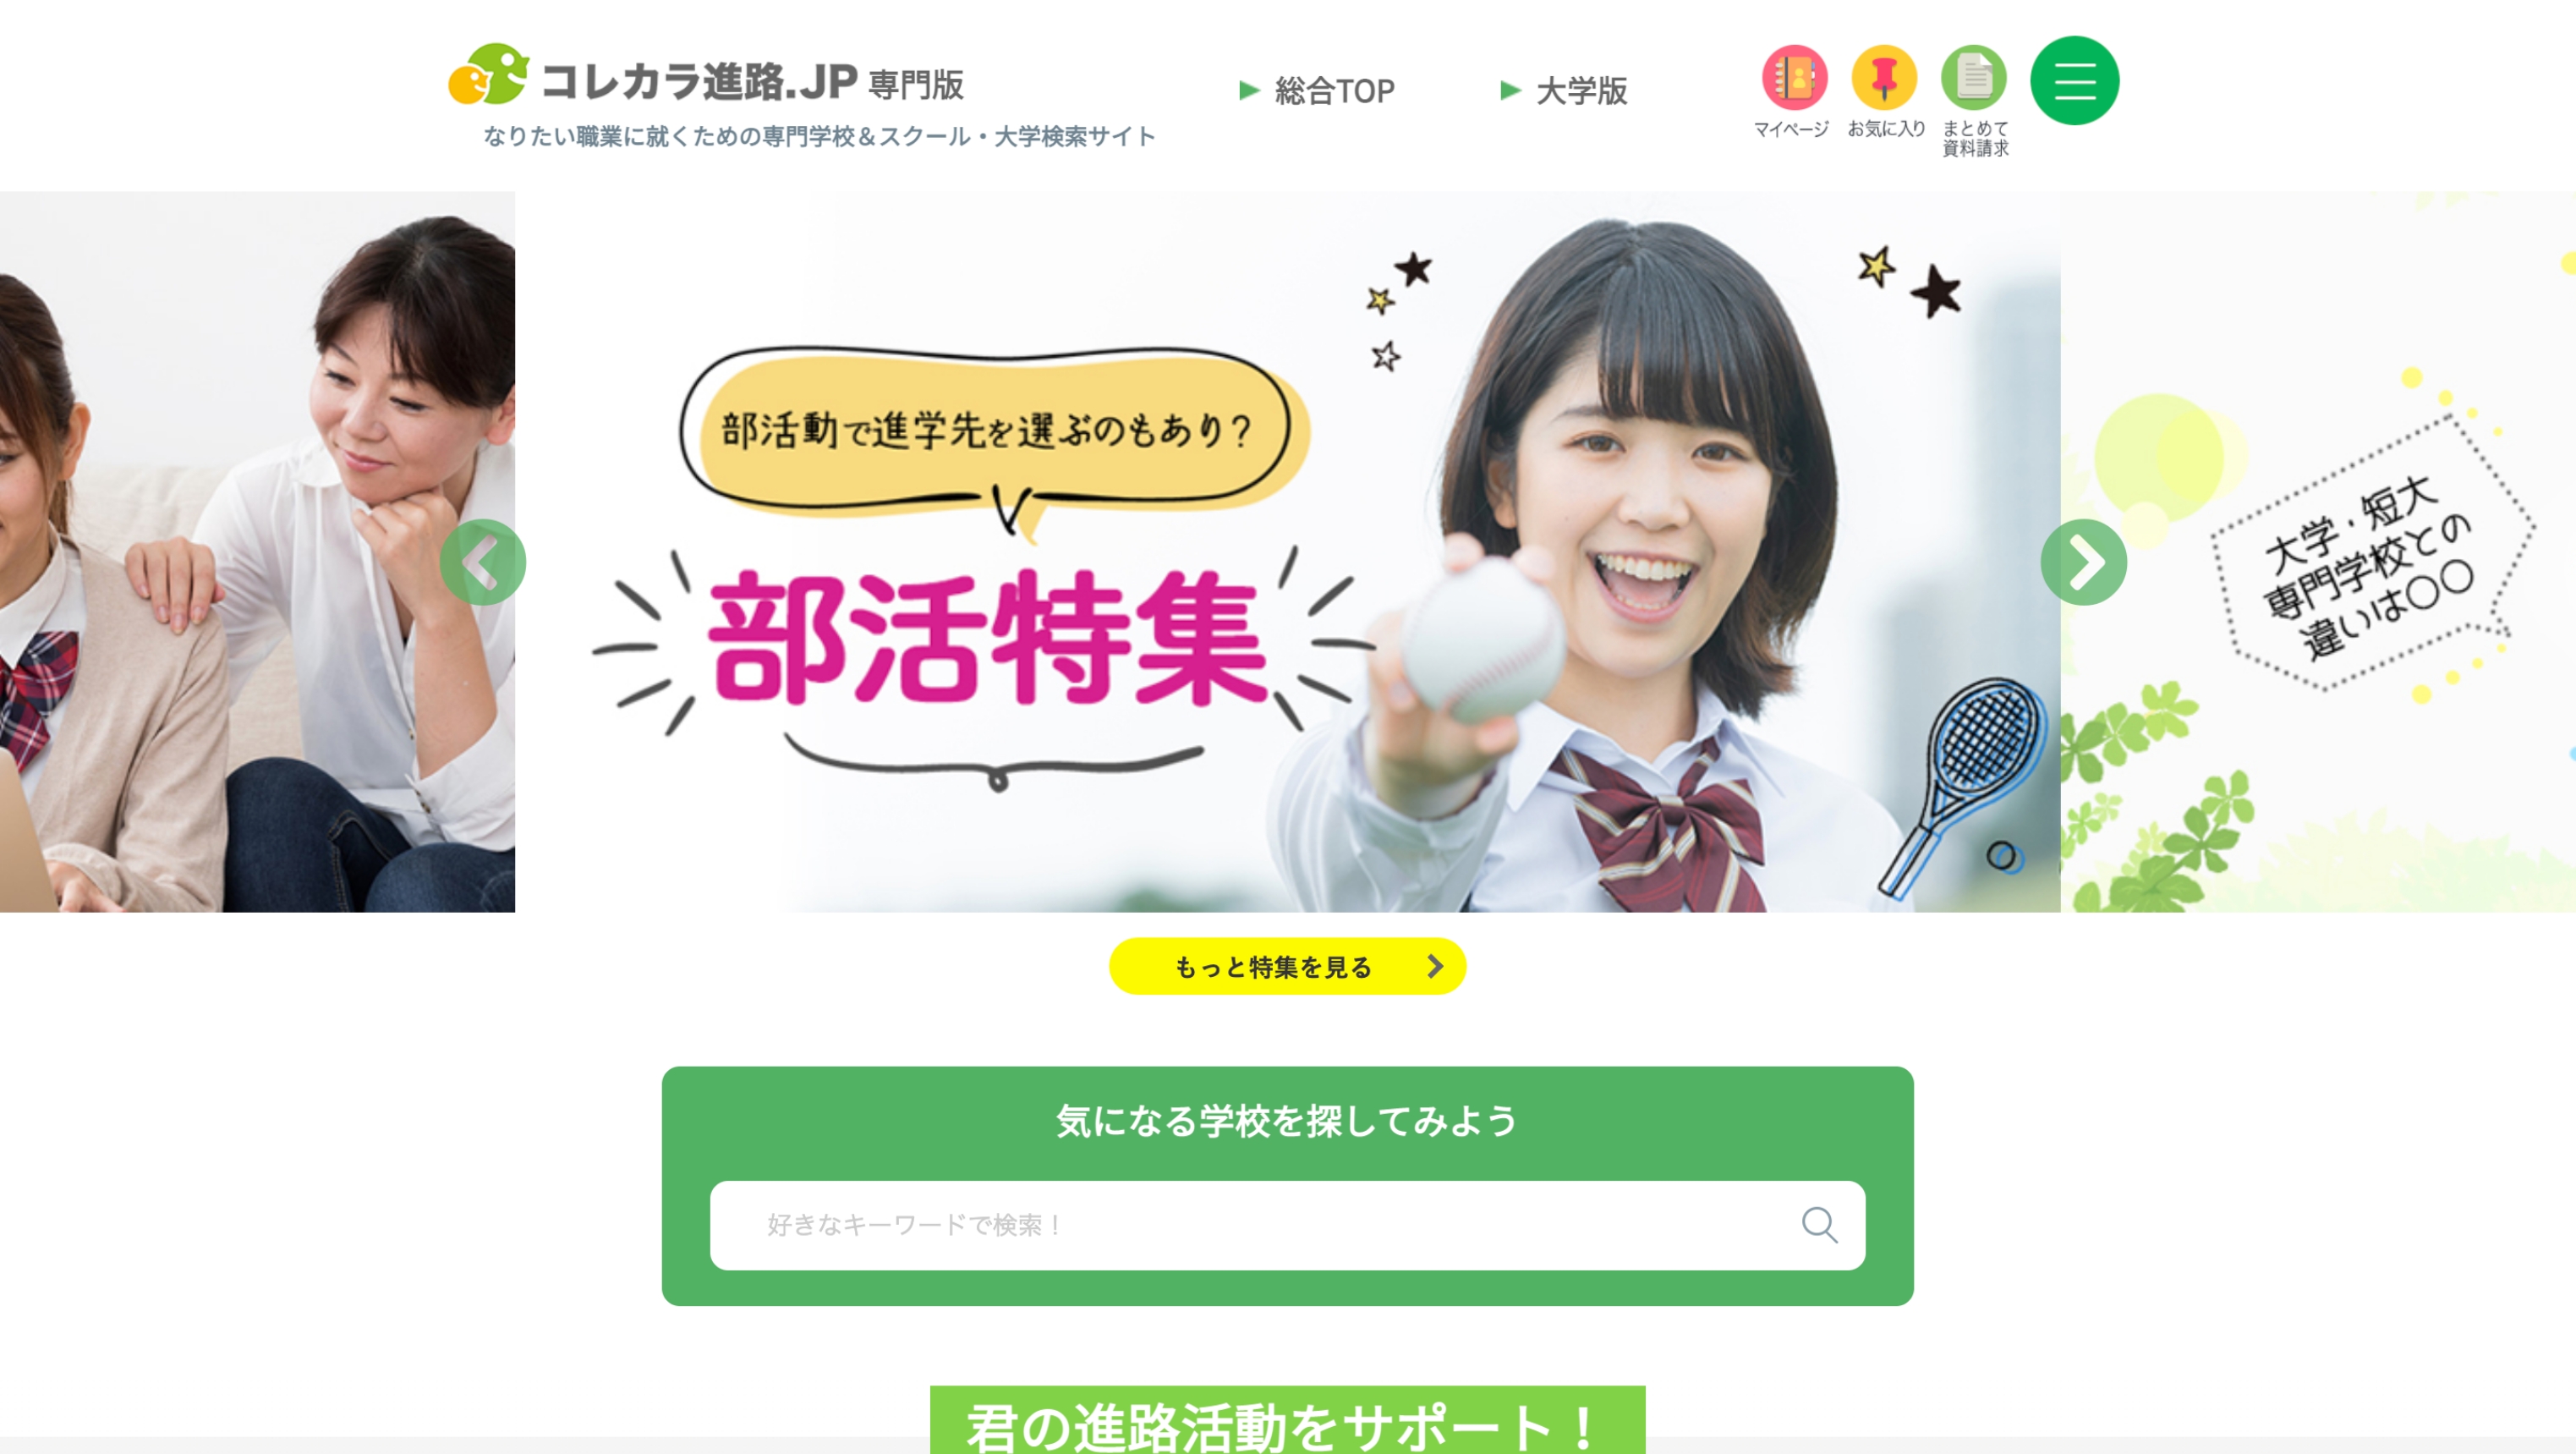 コレカラ進路.JP 専門版
なりたい職業に就くための専門学校＆スクール・大学検索サイト
総合TOP
大学版
マイページ
お気に入り
まとめて
資料請求
部活動で進学先を選ぶのもあり？
部活特集
大学・短大
専門学校との
違いは〇〇
もっと特集を見る
気になる学校を探してみよう
好きなキーワードで検索！
君の進路活動をサポート！